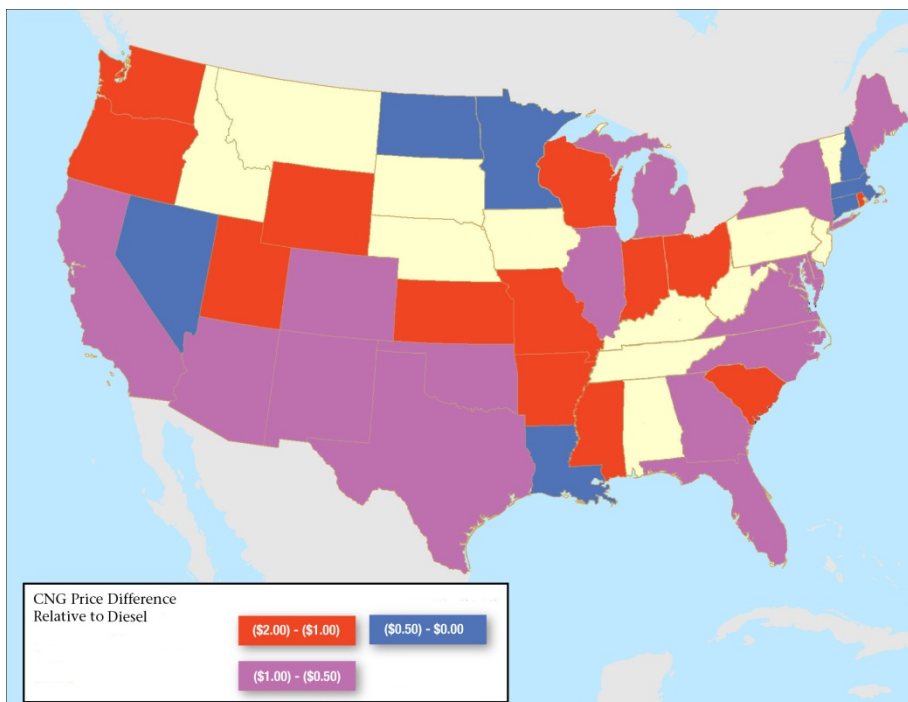 CNG Price Difference
Relative to Diesel
($2.00) - ($1.00)
($0.50) - $0.00
($1.00) - ($0.50)